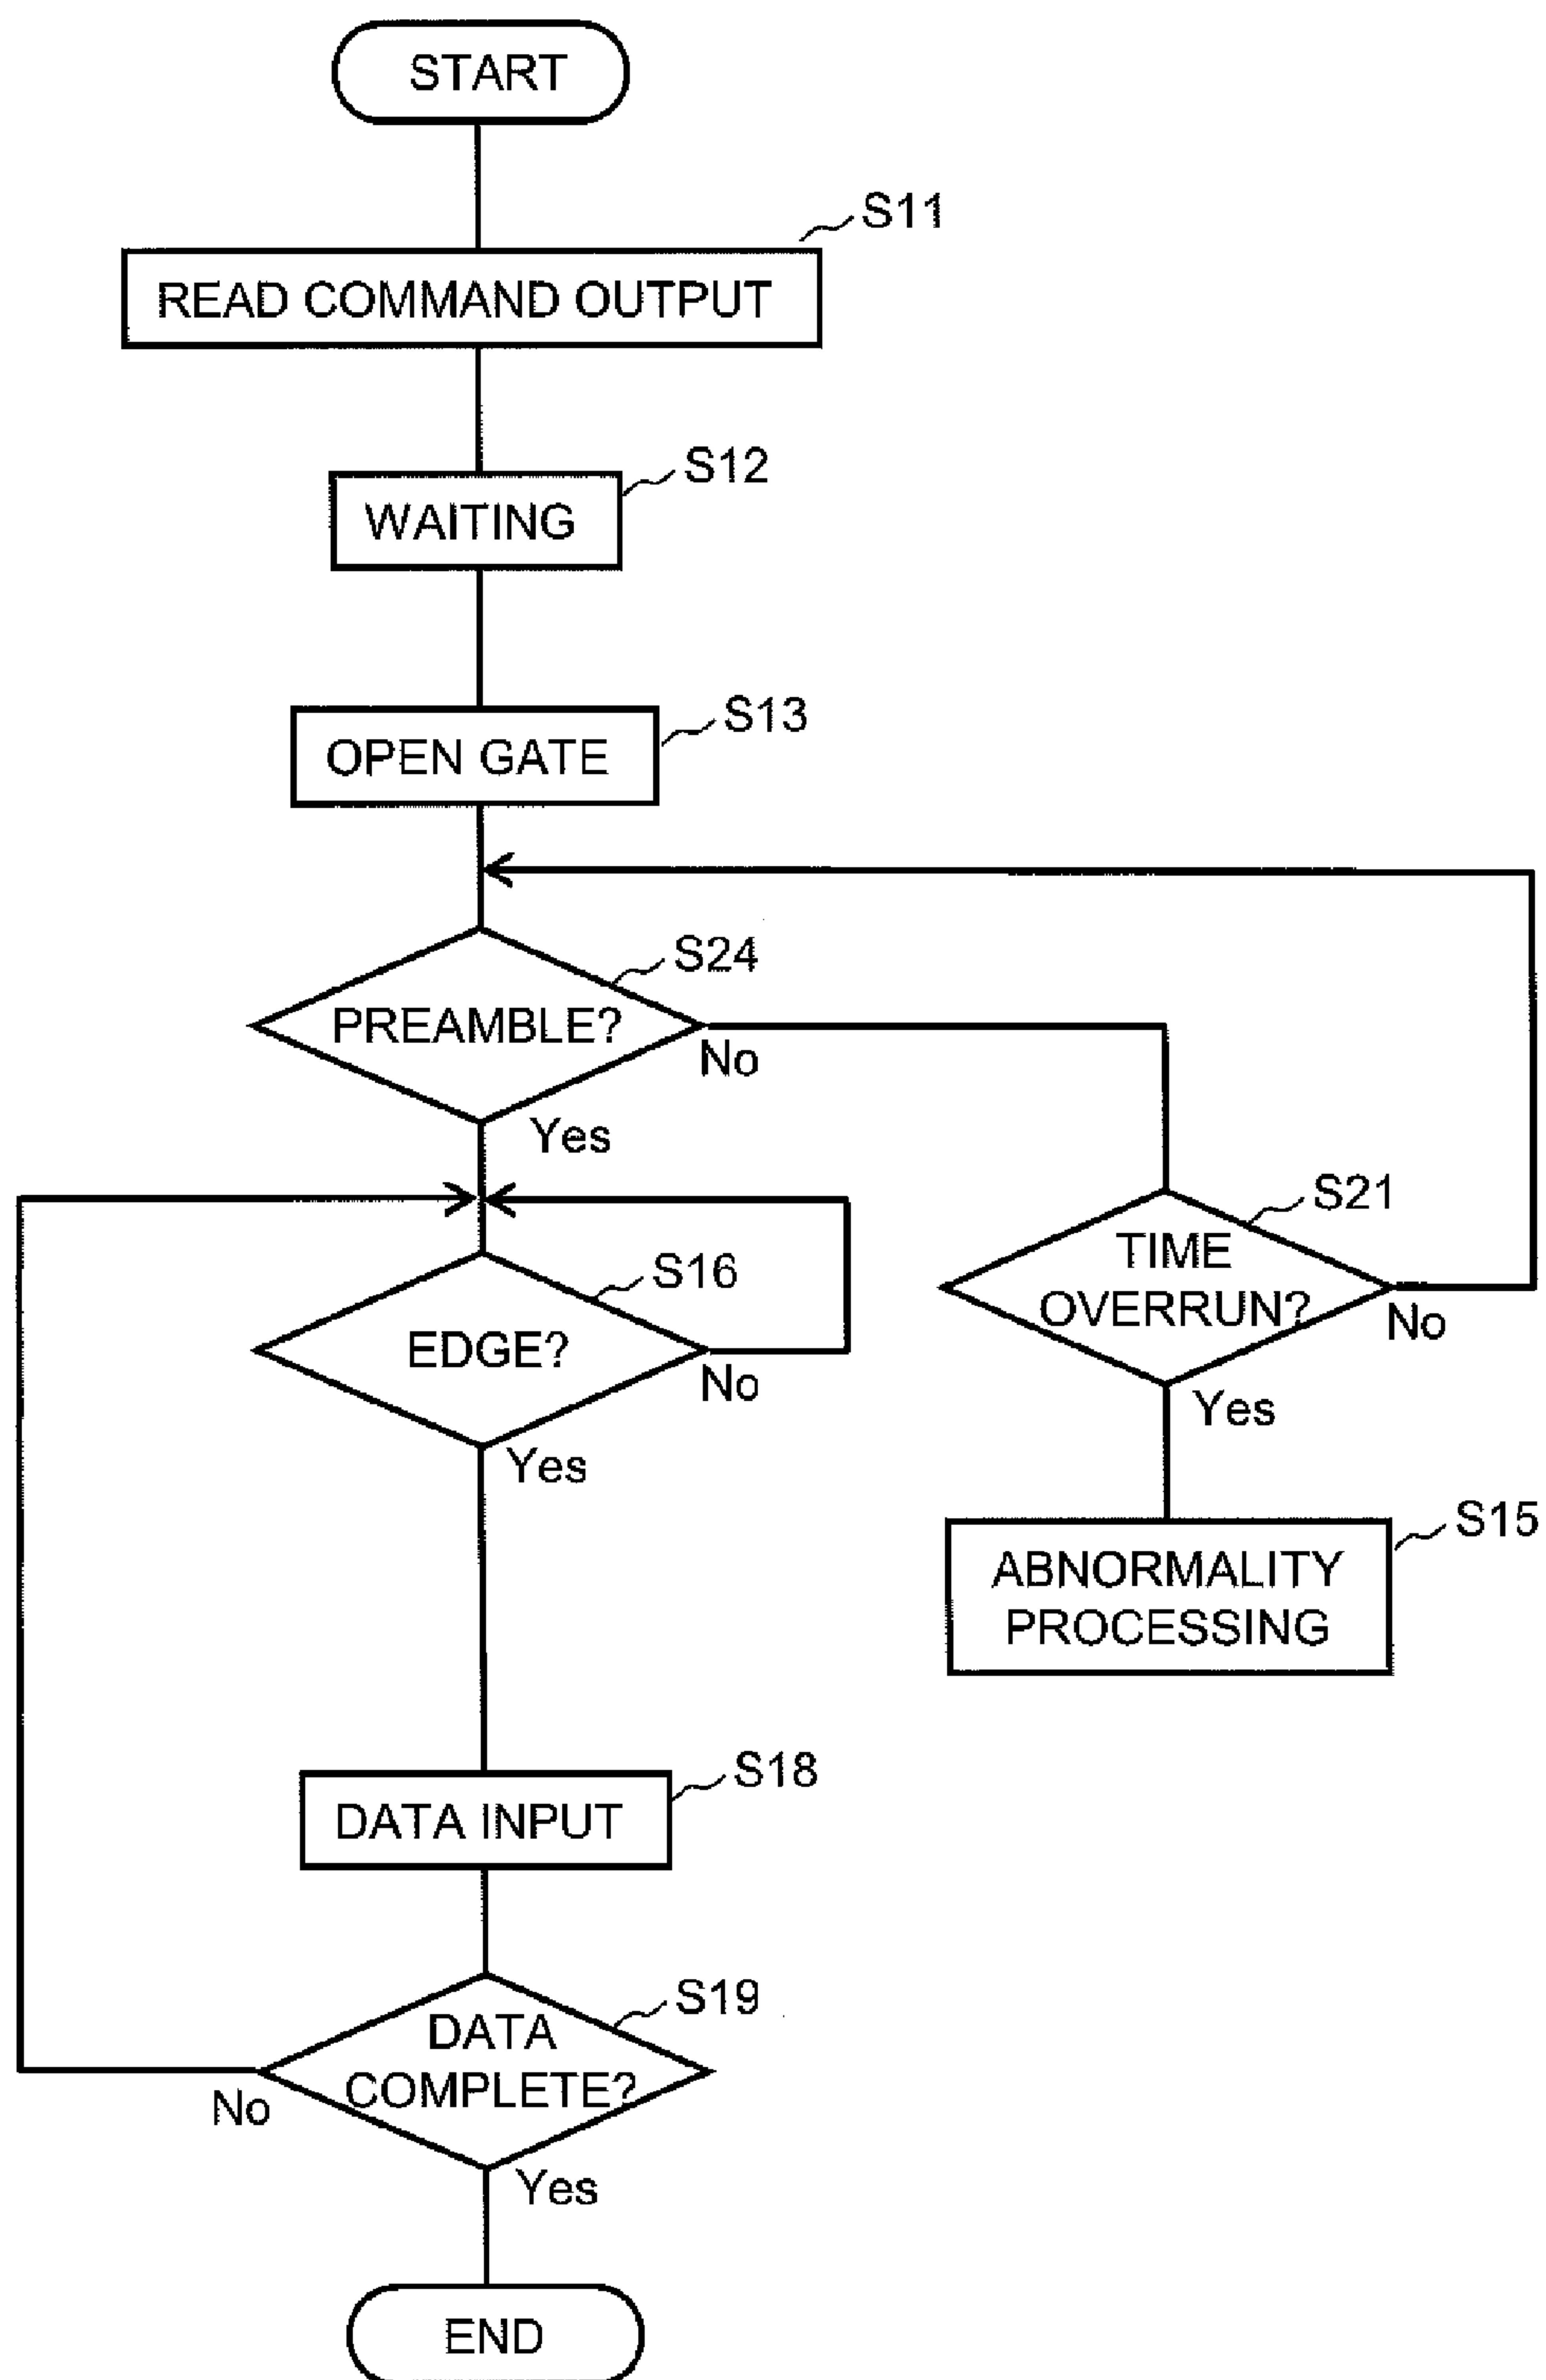 START
S11
READ COMMAND OUTPUT
S12
WAITING
S13
OPEN GATE
S24
PREAMBLE?
No
Yes
S21
TIME
OVERRUN?
No
Yes
S16
EDGE?
No
Yes
S15
ABNORMALITY
PROCESSING
S18
DATA INPUT
S19
DATA
COMPLETE?
No
Yes
END